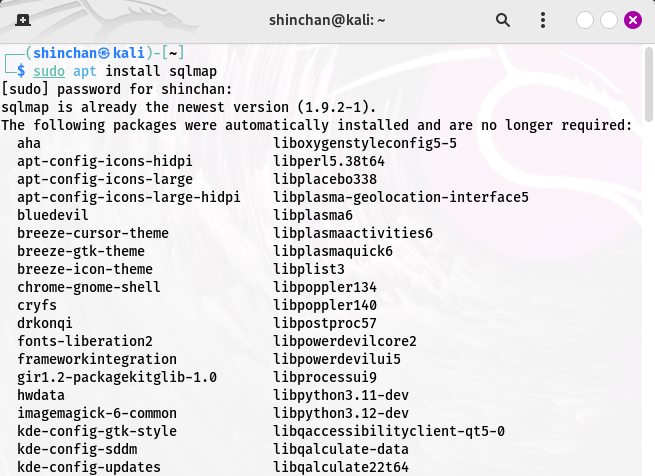 shinchan@kali: ~
┌──(shinchan㉿kali)-[~]
└─$ sudo apt install sqlmap
[sudo] password for shinchan:
sqlmap is already the newest version (1.9.2-1).
The following packages were automatically installed and are no longer required:
  aha                          liboxygenstyleconfig5-5
  apt-config-icons-hidpi       libperl5.38t64
  apt-config-icons-large       libplacebo338
  apt-config-icons-large-hidpi    libplasma-geolocation-interface5
  bluedevil                    libplasma6
  breeze-cursor-theme          libplasmaactivities6
  breeze-gtk-theme             libplasmaquick6
  breeze-icon-theme            libplist3
  chrome-gnome-shell           libpoppler134
  cryfs                        libpoppler140
  drkonqi                      libpostproc57
  fonts-liberation2            libpowerdevilcore2
  frameworkintegration         libpowerdevilui5
  gir1.2-packagekitglib-1.0    libprocessui9
  hwdata                       libpython3.11-dev
  imagemagick-6-common         libpython3.12-dev
  kde-config-gtk-style         libqaccessibilityclient-qt5-0
  kde-config-sddm              libqalculate-data
  kde-config-updates           libqalculate22t64